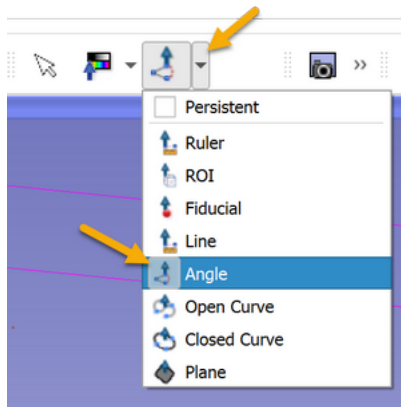 »
Persistent
Ruler
ROI
Fiducial
Line
Angle
Open Curve
Closed Curve
Plane